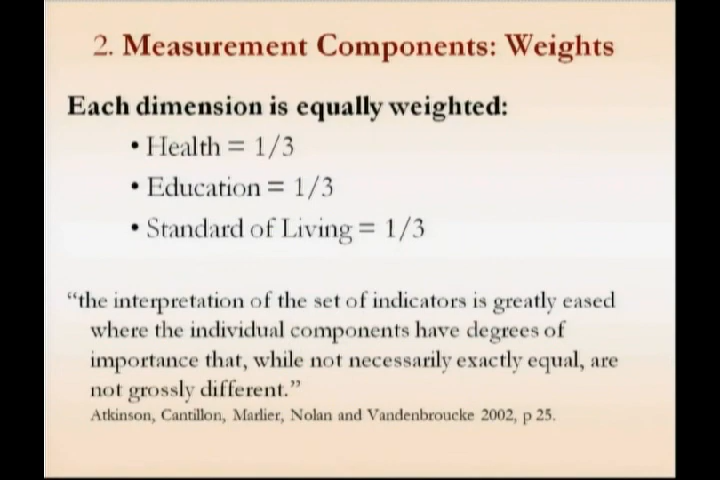 2. Measurement Components: Weights
Each dimension is equally weighted:
• Health = 1/3
• Education = 1/3
• Standard of Living = 1/3
“the interpretation of the set of indicators is greatly eased
where the individual components have degrees of
importance that, while not necessarily exactly equal, are
not grossly different.”
Atkinson, Cantillon, Marlier, Nolan and Vandenbroucke 2002, p 25.